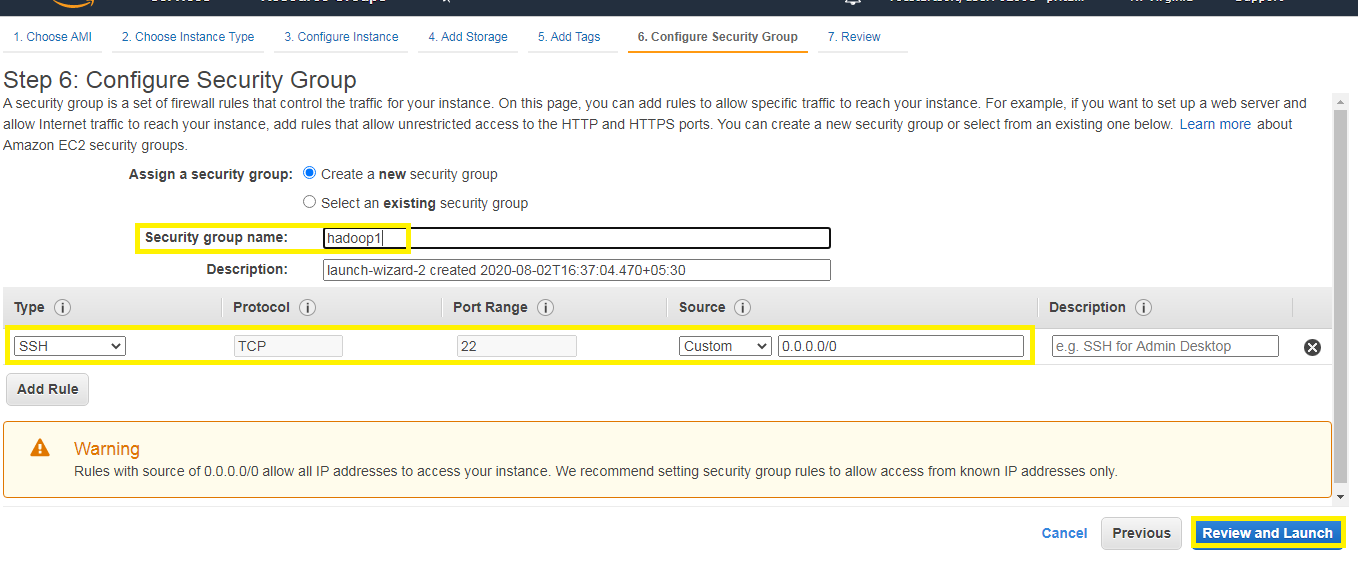 1. Choose AMI 2. Choose Instance Type 3. Configure Instance 4. Add Storage 5. Add Tags 6. Configure Security Group 7. Review
Step 6: Configure Security Group
A security group is a set of firewall rules that control the traffic for your instance. On this page, you can add rules to allow specific traffic to reach your instance. For example, if you want to set up a web server and
allow Internet traffic to reach your instance, add rules that allow unrestricted access to the HTTP and HTTPS ports. You can create a new security group or select from an existing one below. Learn more about
Amazon EC2 security groups.
Assign a security group: Create a new security group
Select an existing security group
Security group name: hadoop1
Description: launch-wizard-2 created 2020-08-02T16:37:04.470+05:30
Type Protocol Port Range Source Description
SSH TCP 22 Custom 0.0.0.0/0 e.g. SSH for Admin Desktop
Add Rule
Warning
Rules with source of 0.0.0.0/0 allow all IP addresses to access your instance. We recommend setting security group rules to allow access from known IP addresses only.
Cancel Previous Review and Launch